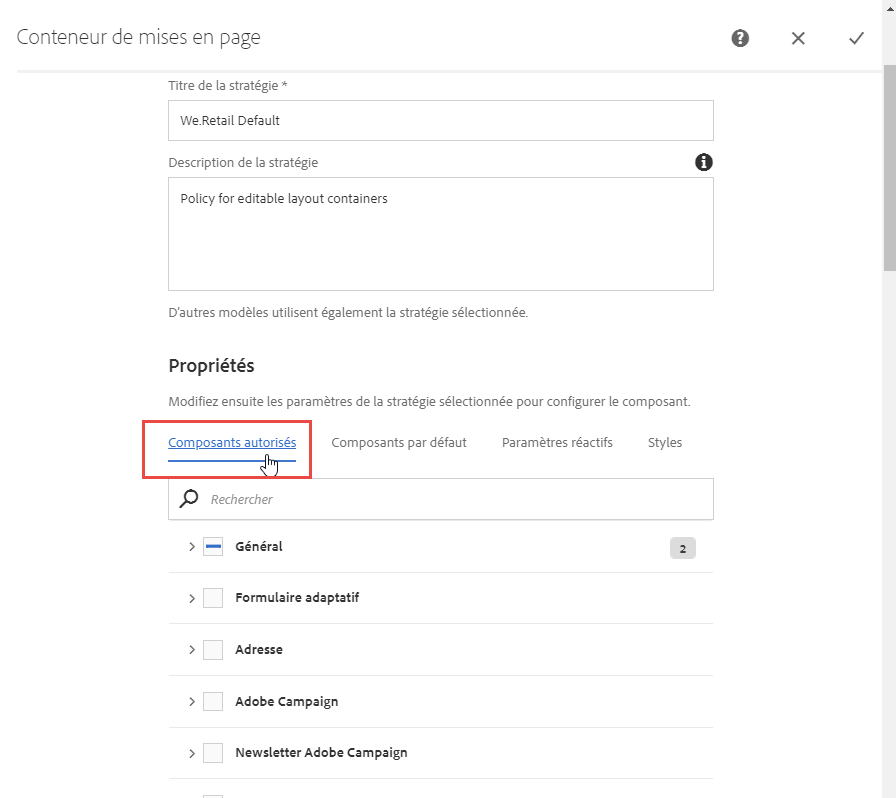 Conteneur de mises en page
Titre de la stratégie *
We.Retail Default
Description de la stratégie
Policy for editable layout containers
D'autres modèles utilisent également la stratégie sélectionnée.
Propriétés
Modifiez ensuite les paramètres de la stratégie sélectionnée pour configurer le composant.
Composants autorisés Composants par défaut Paramètres réactifs Styles
Rechercher
Général 2
Formulaire adaptatif
Adresse
Adobe Campaign
Newsletter Adobe Campaign